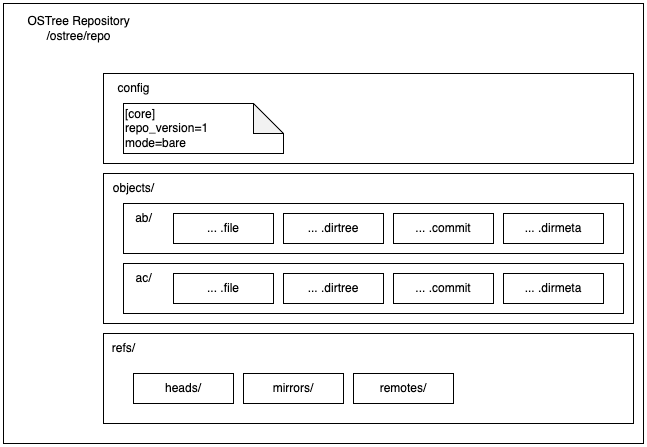 OSTree Repository
/ostree/repo
config
[core]
repo_version=1
mode=bare
objects/
ab/
... .file
... .dirtree
... .commit
... .dirmeta
ac/
... .file
... .dirtree
... .commit
... .dirmeta
refs/
heads/
mirrors/
remotes/